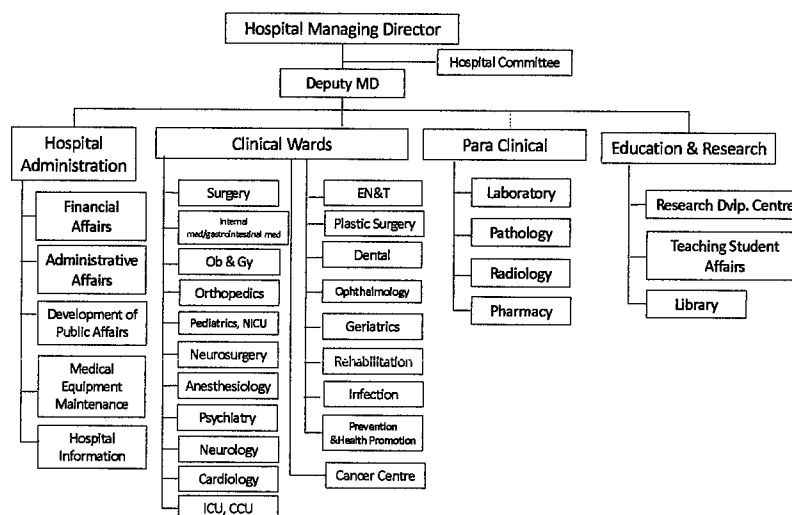 Hospital Managing Director
Hospital Committee
Deputy MD
Hospital
Administration
Clinical Wards
Para Clinical
Education & Research
Financial
Affairs
Administrative
Affairs
Development of
Public Affairs
Medical
Equipment
Maintenance
Hospital
Information
Surgery
Internal
med/gastrointestinal med
Ob & Gy
Orthopedics
Pediatrics, NICU
Neurosurgery
Anesthesiology
Psychiatry
Neurology
Cardiology
ICU, CCU
EN&T
Plastic Surgery
Dental
Ophthalmology
Geriatrics
Rehabilitation
Infection
Prevention
&Health Promotion
Cancer Centre
Laboratory
Pathology
Radiology
Pharmacy
Research Dvlp. Centre
Teaching Student
Affairs
Library